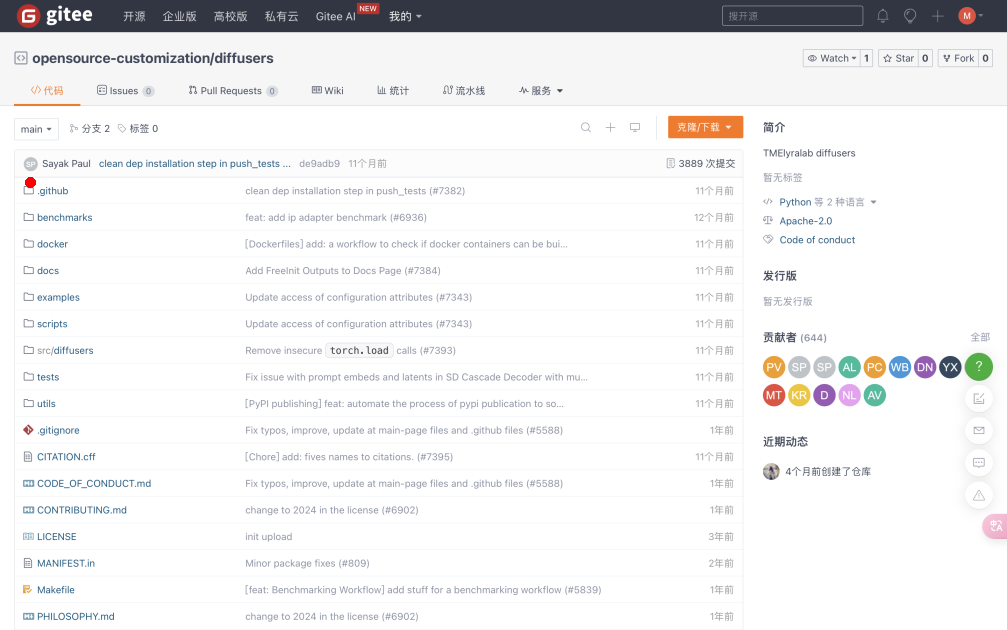 gitee 开源 企业版 高校版 私有云 Gitee AI NEW 我的 搜开源 M
opensource-customization/diffusers Watch 1 Star 0 Fork 0
代码 Issues 0 Pull Requests 0 Wiki 统计 流水线 服务
main 分支 2 标签 0 克隆/下载
SP Sayak Paul clean dep installation step in push_tests ... de9adb9 11个月前 3889 次提交
.github clean dep installation step in push_tests (#7382) 11个月前
benchmarks feat: add ip adapter benchmark (#6936) 12个月前
docker [Dockerfiles] add: a workflow to check if docker containers can be bui... 11个月前
docs Add FreeInit Outputs to Docs Page (#7384) 11个月前
examples Update access of configuration attributes (#7343) 11个月前
scripts Update access of configuration attributes (#7343) 11个月前
src/diffusers Remove insecure torch.load calls (#7393) 11个月前
tests Fix issue with prompt embeds and latents in SD Cascade Decoder with mu... 11个月前
utils [PyPI publishing] feat: automate the process of pypi publication to so... 11个月前
.gitignore Fix typos, improve, update at main-page files and .github files (#5588) 1年前
CITATION.cff [Chore] add: fives names to citations. (#7395) 11个月前
CODE_OF_CONDUCT.md Fix typos, improve, update at main-page files and .github files (#5588) 1年前
CONTRIBUTING.md change to 2024 in the license (#6902) 1年前
LICENSE init upload 3年前
MANIFEST.in Minor package fixes (#809) 2年前
Makefile [feat: Benchmarking Workflow] add stuff for a benchmarking workflow (#5839) 1年前
PHILOSOPHY.md change to 2024 in the license (#6902) 1年前
简介
TMElyralab diffusers
暂无标签
Python 等 2 种语言
Apache-2.0
Code of conduct
发行版
暂无发行版
贡献者 (644) 全部
PV SP SP AL PC WB DN YX ?
MT KR D NL AV
近期动态
4个月前创建了仓库